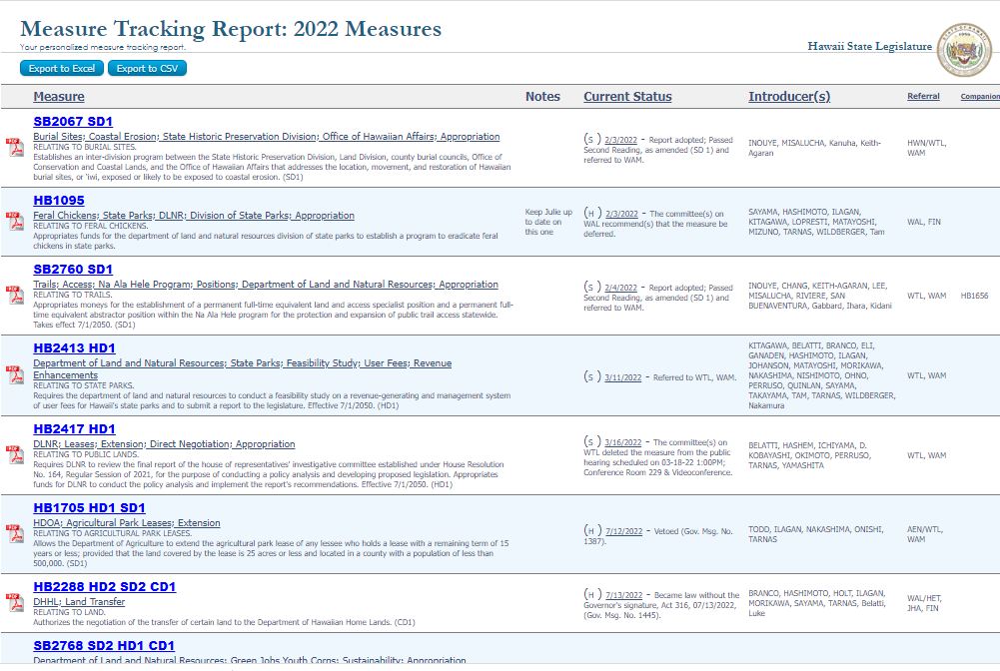 Measure Tracking Report: 2022 Measures
Your personalized measure tracking report.
Hawaii State Legislature
Export to Excel Export to CSV
Measure Notes Current Status Introducer(s) Referral Companion
SB2067 SD1
Burial Sites; Coastal Erosion; State Historic Preservation Division; Office of Hawaiian Affairs; Appropriation
RELATING TO BURIAL SITES.
Establishes an inter-division program between the State Historic Preservation Division, Land Division, county burial councils, Office of
Conservation and Coastal Lands, and the Office of Hawaiian Affairs that addresses the location, movement, and restoration of Hawaiian
burial sites, or 'iwi, exposed or likely to be exposed to coastal erosion. (SD1)
(S ) 2/3/2022 - Report adopted; Passed
Second Reading, as amended (SD 1) and
referred to WAM.
INOUYE, MISALUCHA, Kanuha, Keith-
Agaran
HWN/WTL,
WAM
HB1095
Feral Chickens; State Parks; DLNR; Division of State Parks; Appropriation
RELATING TO FERAL CHICKENS.
Appropriates funds for the department of land and natural resources division of state parks to establish a program to eradicate feral
chickens in state parks.
Keep Julie up
to date on
this one
(H ) 2/3/2022 - The committee(s) on
WAL recommend(s) that the measure be
deferred.
SAYAMA, HASHIMOTO, ILAGAN,
KITAGAWA, LOPRESTI, MATAYOSHI,
MIZUNO, TARNAS, WILDBERGER, Tam
WAL, FIN
SB2760 SD1
Trails; Access; Na Ala Hele Program; Positions; Department of Land and Natural Resources; Appropriation
RELATING TO TRAILS.
Appropriates moneys for the establishment of a permanent full-time equivalent land and access specialist position and a permanent full-
time equivalent abstractor position within the Na Ala Hele program for the protection and expansion of public trail access statewide.
Takes effect 7/1/2050. (SD1)
(S ) 2/4/2022 - Report adopted; Passed
Second Reading, as amended (SD 1) and
referred to WAM.
INOUYE, CHANG, KEITH-AGARAN, LEE,
MISALUCHA, RIVIERE, SAN
BUENAVENTURA, Gabbard, Ihara, Kidani
WTL, WAM
HB1656
HB2413 HD1
Department of Land and Natural Resources; State Parks; Feasibility Study; User Fees; Revenue
Enhancements
RELATING TO STATE PARKS.
Requires the department of land and natural resources to conduct a feasibility study on a revenue-generating and management system
of user fees for Hawaii's state parks and to submit a report to the legislature. Effective 7/1/2050. (HD1)
(S ) 3/11/2022 - Referred to WTL, WAM.
KITAGAWA, BELATTI, BRANCO, ELI,
GANADEN, HASHIMOTO, ILAGAN,
JOHANSON, MATAYOSHI, MORIKAWA,
NAKASHIMA, NISHIMOTO, OHNO,
PERRUSO, QUINLAN, SAYAMA,
TAKAYAMA, TAM, TARNAS, WILDBERGER,
Nakamura
WTL, WAM
HB2417 HD1
DLNR; Leases; Extension; Direct Negotiation; Appropriation
RELATING TO PUBLIC LANDS.
Requires DLNR to review the final report of the house of representatives' investigative committee established under House Resolution
No. 164, Regular Session of 2021, for the purpose of conducting a policy analysis and developing proposed legislation. Appropriates
funds for DLNR to conduct the policy analysis and implement the report's recommendations. Effective 7/1/2050. (HD1)
(S ) 3/16/2022 - The committee(s) on
WTL deleted the measure from the public
hearing scheduled on 03-18-22 1:00PM;
Conference Room 229 & Videoconference.
BELATTI, HASHEM, ICHIYAMA, D.
KOBAYASHI, OKIMOTO, PERRUSO,
TARNAS, YAMASHITA
WTL, WAM
HB1705 HD1 SD1
HDOA; Agricultural Park Leases; Extension
RELATING TO AGRICULTURAL PARK LEASES.
Allows the Department of Agriculture to extend the agricultural park lease of any lessee who holds a lease with a remaining term of 15
years or less; provided that the land covered by the lease is 25 acres or less and located in a county with a population of less than
500,000. (SD1)
(H ) 7/12/2022 - Vetoed (Gov. Msg. No.
1387).
TODD, ILAGAN, NAKASHIMA, ONISHI,
TARNAS
AEN/WTL,
WAM
HB2288 HD2 SD2 CD1
DHHL; Land Transfer
RELATING TO LAND.
Authorizes the negotiation of the transfer of certain land to the Department of Hawaiian Home Lands. (CD1)
(H ) 7/13/2022 - Became law without the
Governor's signature, Act 316, 07/13/2022,
(Gov. Msg. No. 1445).
BRANCO, HASHIMOTO, HOLT, ILAGAN,
MORIKAWA, SAYAMA, TARNAS, Belatti,
Luke
WAL/HET,
JHA, FIN
SB2768 SD2 HD1 CD1
Department of Land and Natural Resources; Green Jobs Youth Corps; Sustainability; Appropriation